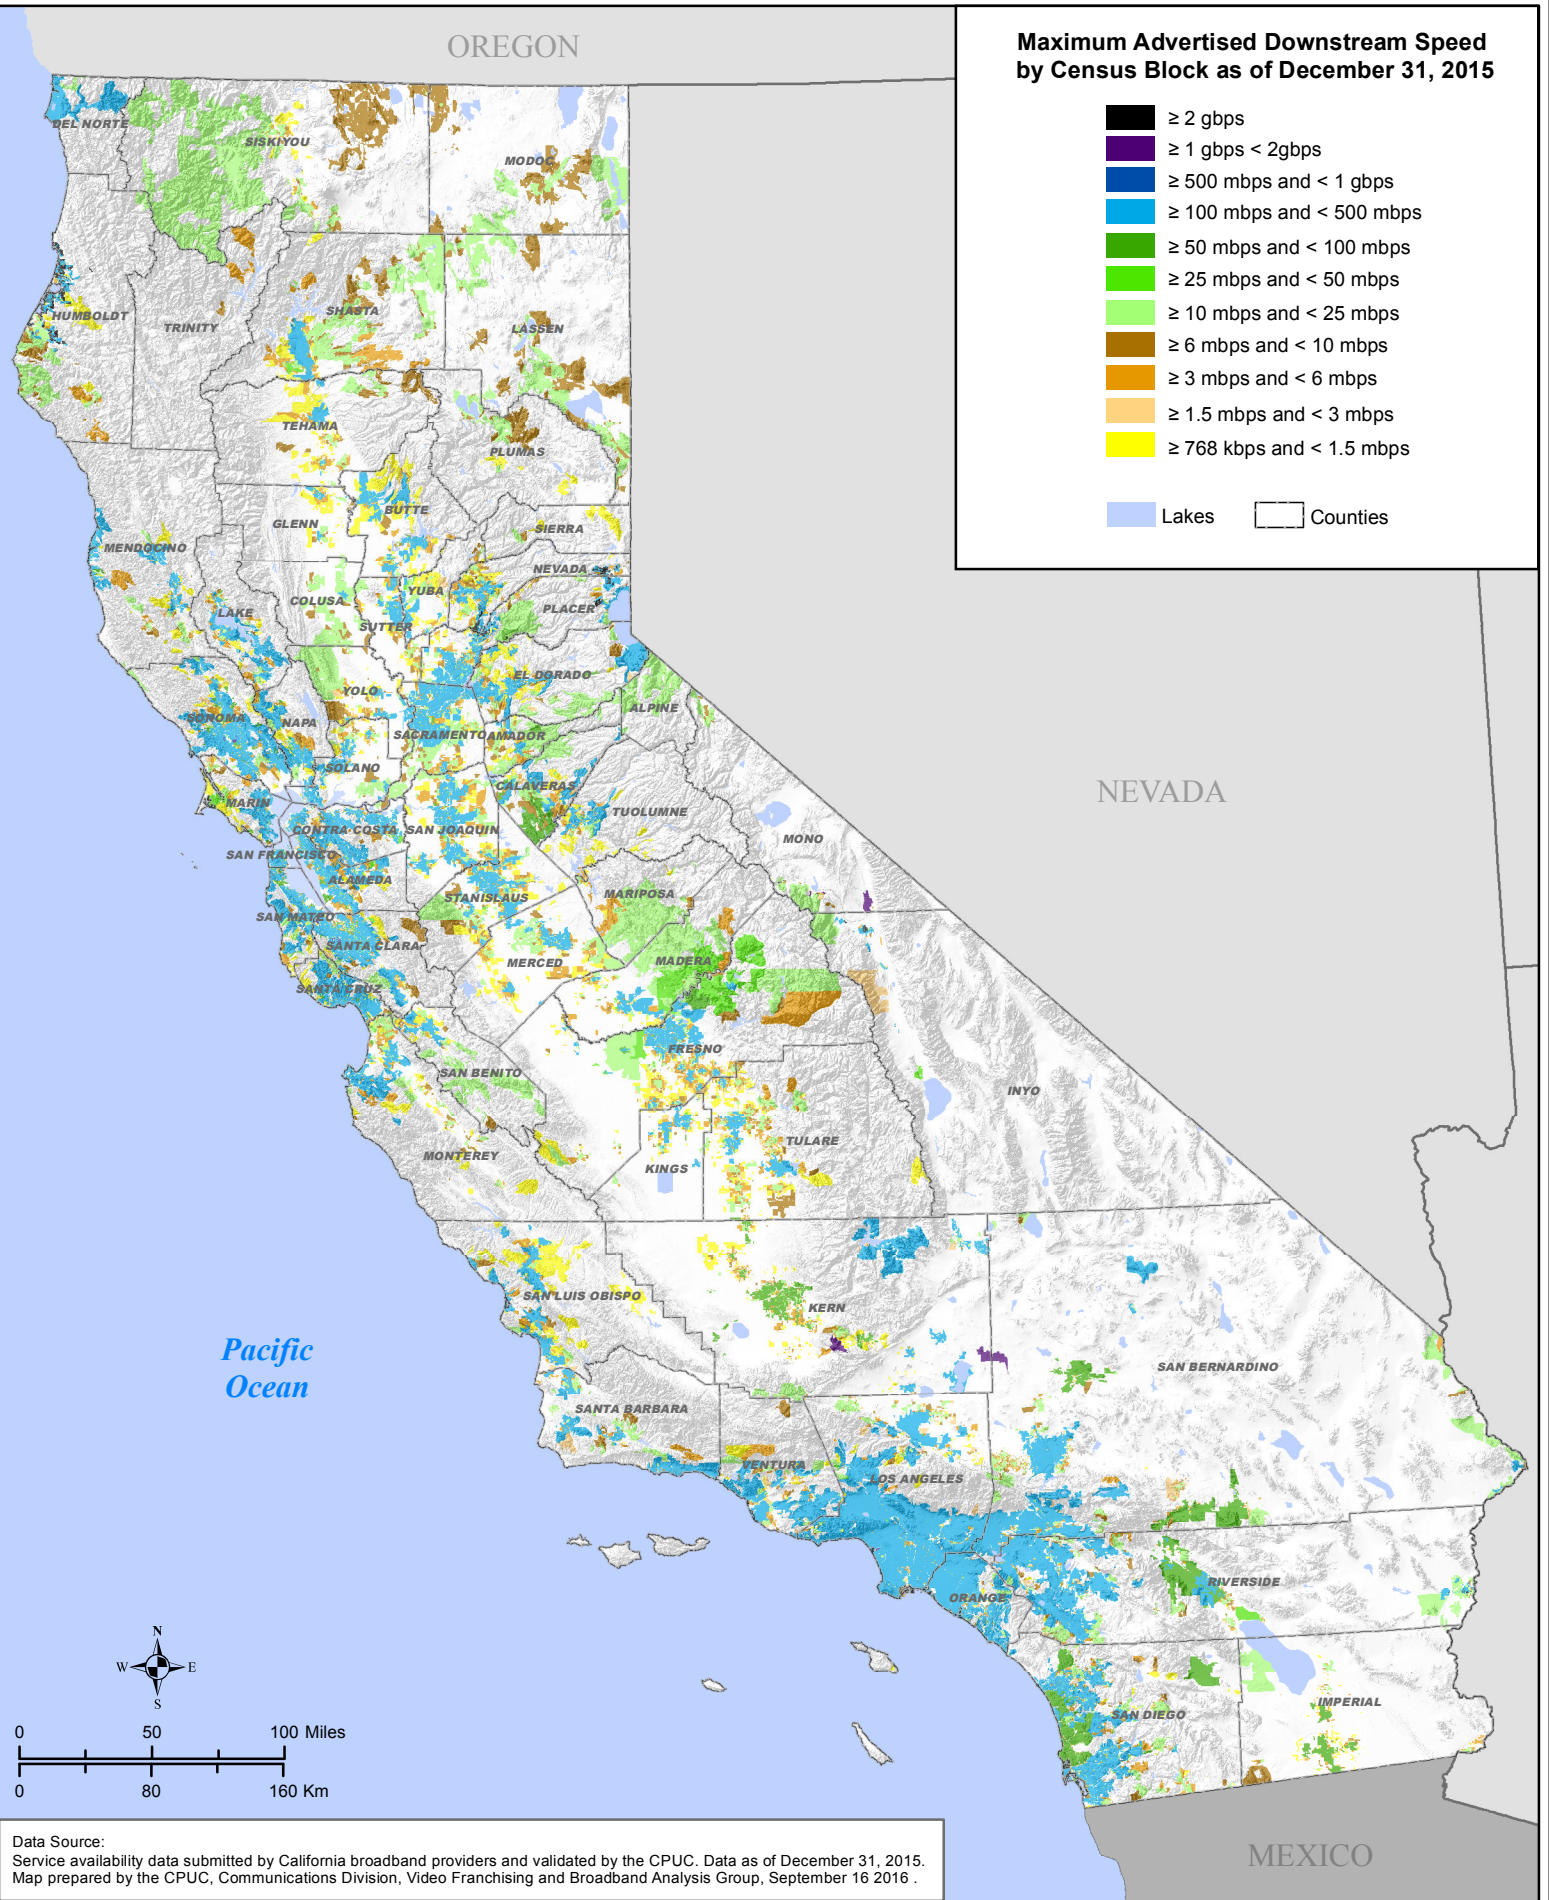 OREGON
Maximum Advertised Downstream Speed
by Census Block as of December 31, 2015
≥ 2 gbps
≥ 1 gbps < 2gbps
≥ 500 mbps and < 1 gbps
≥ 100 mbps and < 500 mbps
≥ 50 mbps and < 100 mbps
≥ 25 mbps and < 50 mbps
≥ 10 mbps and < 25 mbps
≥ 6 mbps and < 10 mbps
≥ 3 mbps and < 6 mbps
≥ 1.5 mbps and < 3 mbps
≥ 768 kbps and < 1.5 mbps
Lakes
Counties
DEL NORTE
SISKIYOU
MODOC
HUMBOLDT
TRINITY
SHASTA
LASSEN
TEHAMA
PLUMAS
GLENN
BUTTE
SIERRA
MENDOCINO
NEVADA
COLUSA
YUBA
LAKE
SUTTER
PLACER
EL DORADO
YOLO
ALPINE
SONOMA
NAPA
SACRAMENTO
AMADOR
SOLANO
CALAVERAS
NEVADA
MARIN
TUOLUMNE
CONTRA COSTA
SAN JOAQUIN
MONO
SAN FRANCISCO
ALAMEDA
STANISLAUS
MARIPOSA
SAN MATEO
SANTA CLARA
MERCED
MADERA
SANTA CRUZ
FRESNO
SAN BENITO
INYO
TULARE
MONTEREY
KINGS
SAN LUIS OBISPO
KERN
Pacific
Ocean
SAN BERNARDINO
SANTA BARBARA
VENTURA
LOS ANGELES
ORANGE
RIVERSIDE
SAN DIEGO
IMPERIAL
N
W
E
S
0
50
100 Miles
0
80
160 Km
MEXICO
Data Source:
Service availability data submitted by California broadband providers and validated by the CPUC. Data as of December 31, 2015.
Map prepared by the CPUC, Communications Division, Video Franchising and Broadband Analysis Group, September 16 2016 .